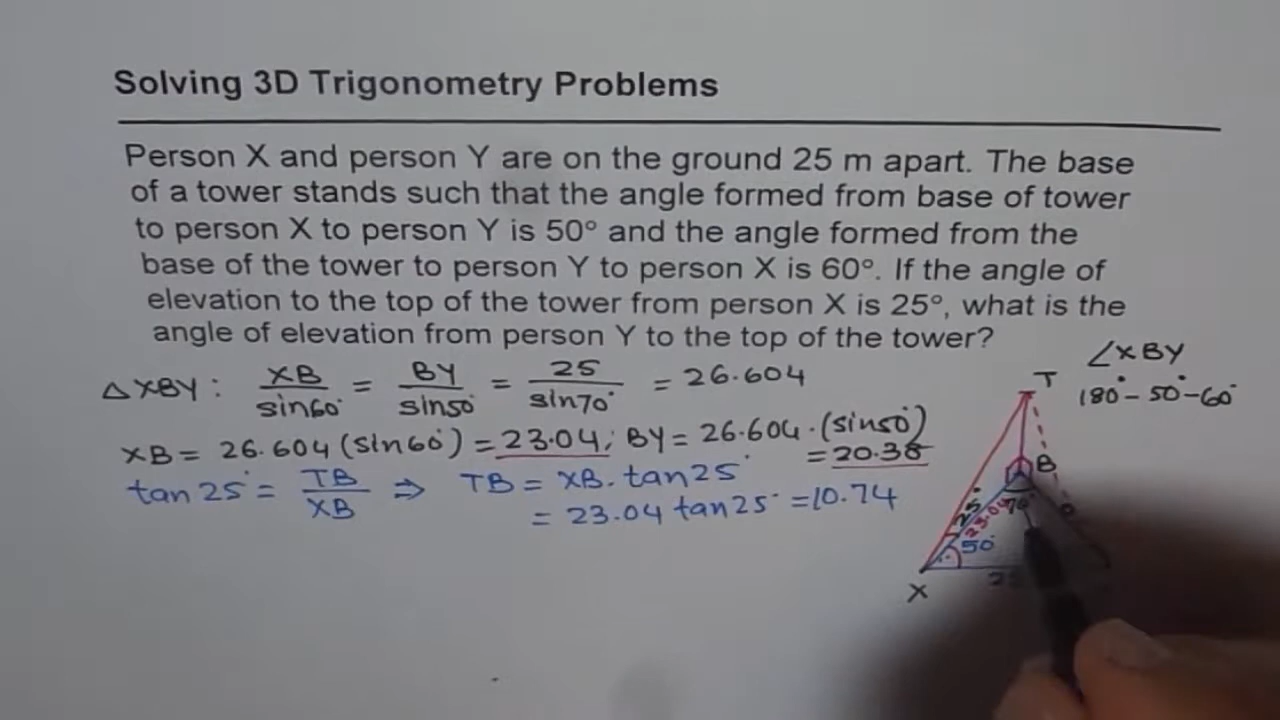 Solving 3D Trigonometry Problems
Person X and person Y are on the ground 25 m apart. The base
of a tower stands such that the angle formed from base of tower
to person X to person Y is 50° and the angle formed from the
base of the tower to person Y to person X is 60°. If the angle of
elevation to the top of the tower from person X is 25°, what is the
angle of elevation from person Y to the top of the tower?
∠XBY
180° - 50° - 60°
△XBY : XB/sin60° = BY/sin50° = 25/sin70° = 26.604
XB = 26.604 (sin60°) = 23.04 ; BY = 26.604 · (sin50°)
= 20.38
tan 25° = TB/XB ⇒ TB = XB. tan25°
= 23.04 tan25° = 10.74
T
B
25°
23.04
70°
50°
X